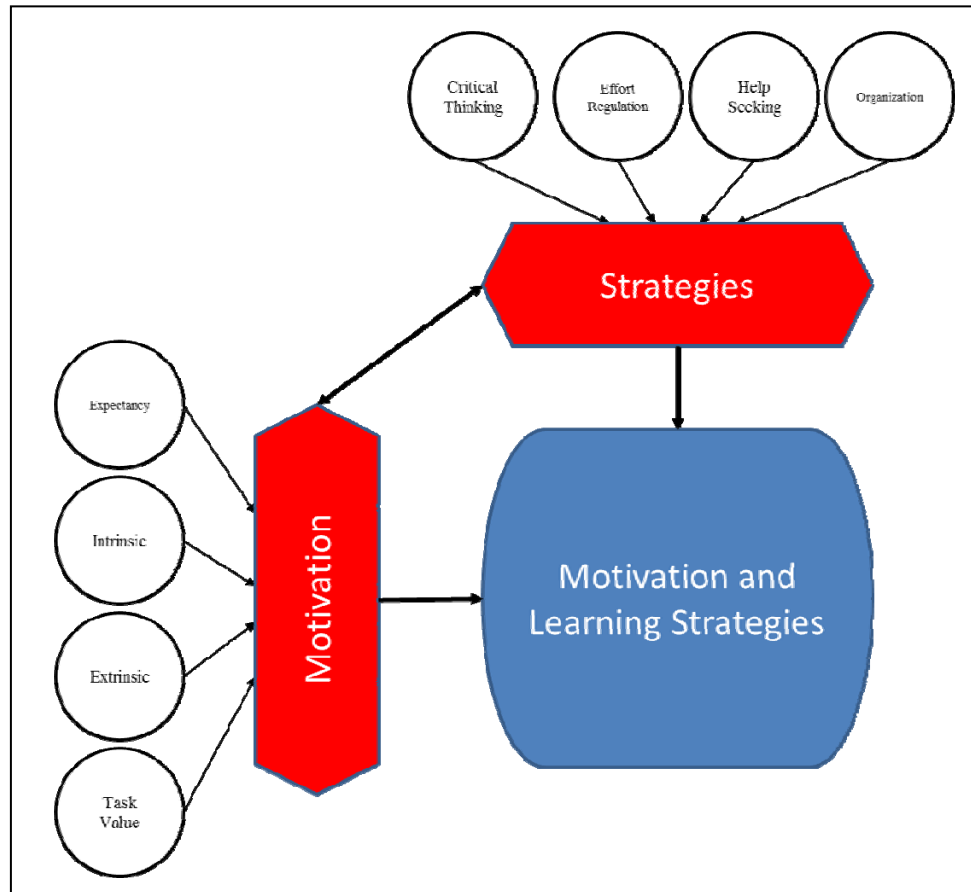 Critical
Thinking
Effort
Regulation
Help
Seeking
Organization
Strategies
Expectancy
Intrinsic
Extrinsic
Task
Value
Motivation
Motivation and
Learning Strategies